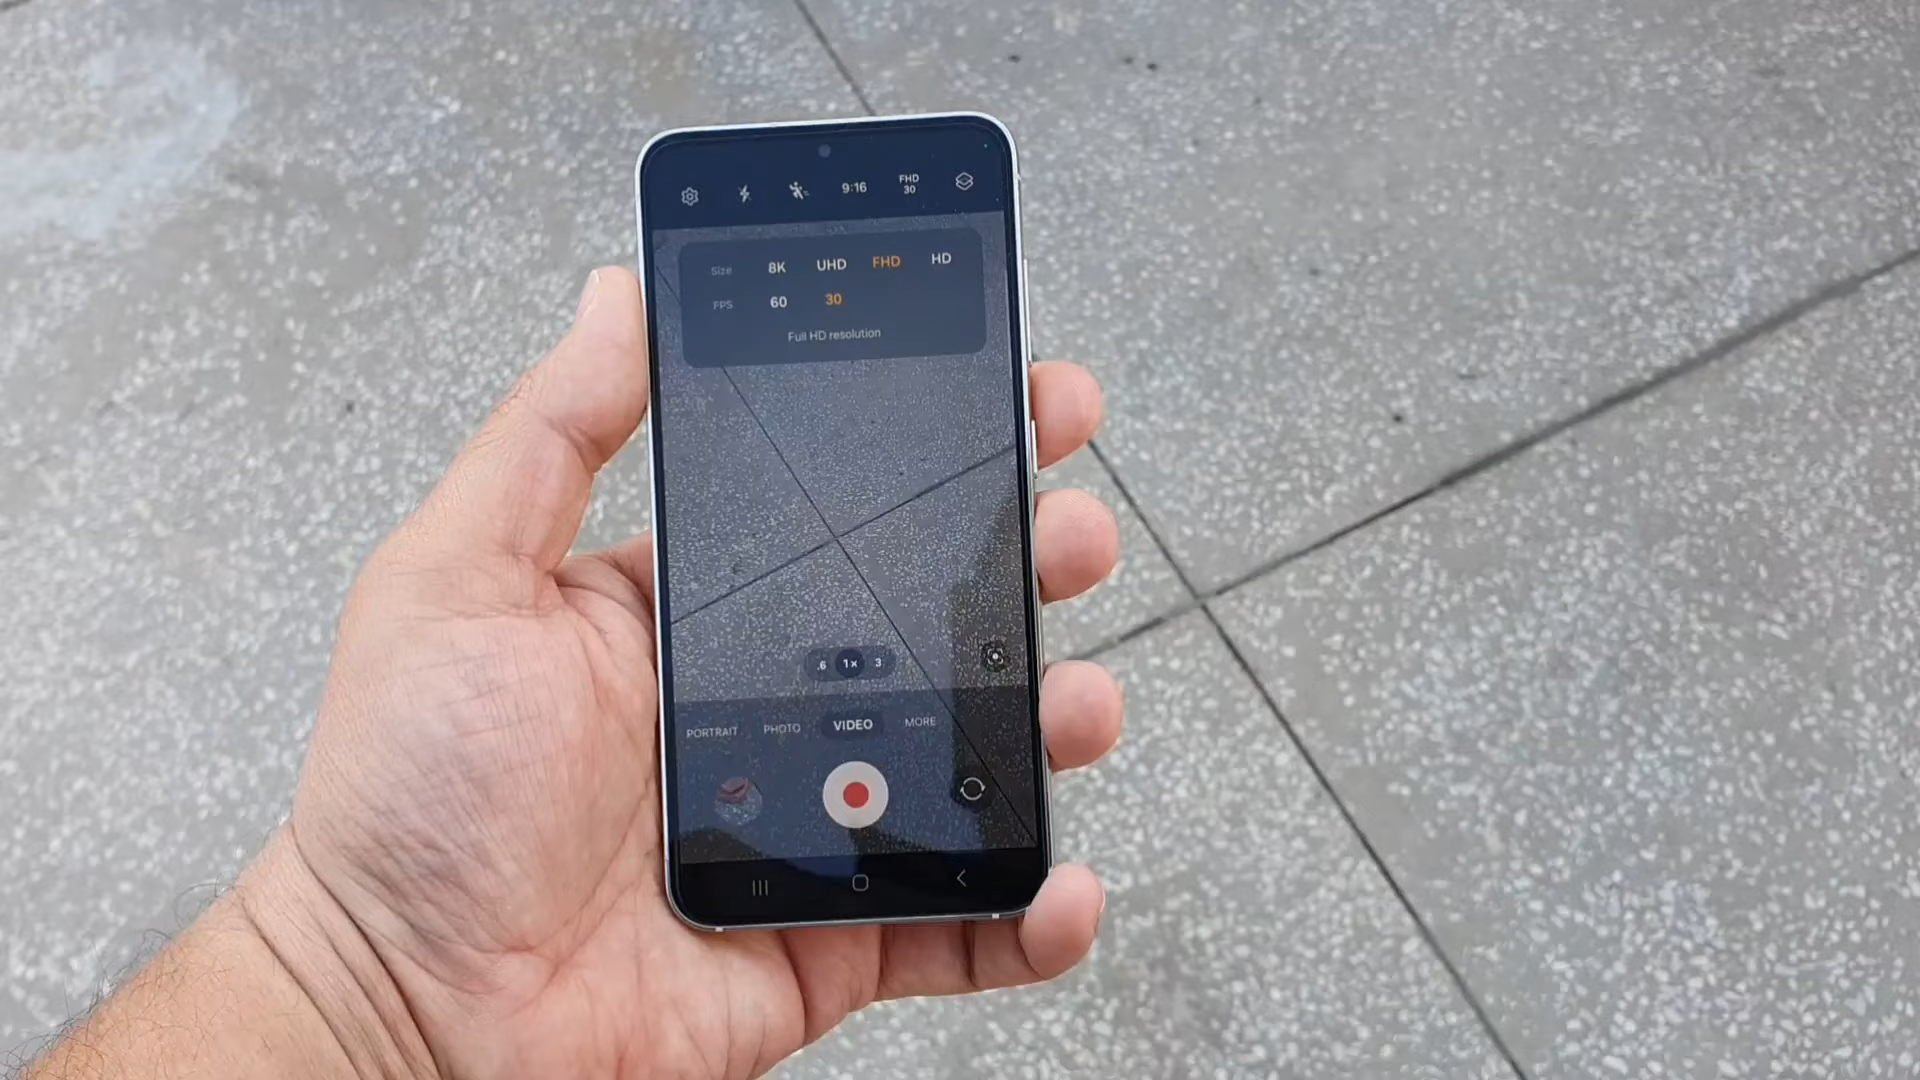 9:16 FHD 30
Size 8K UHD FHD HD
FPS 60 30
Full HD resolution
.6 1× 3
PORTRAIT PHOTO VIDEO MORE